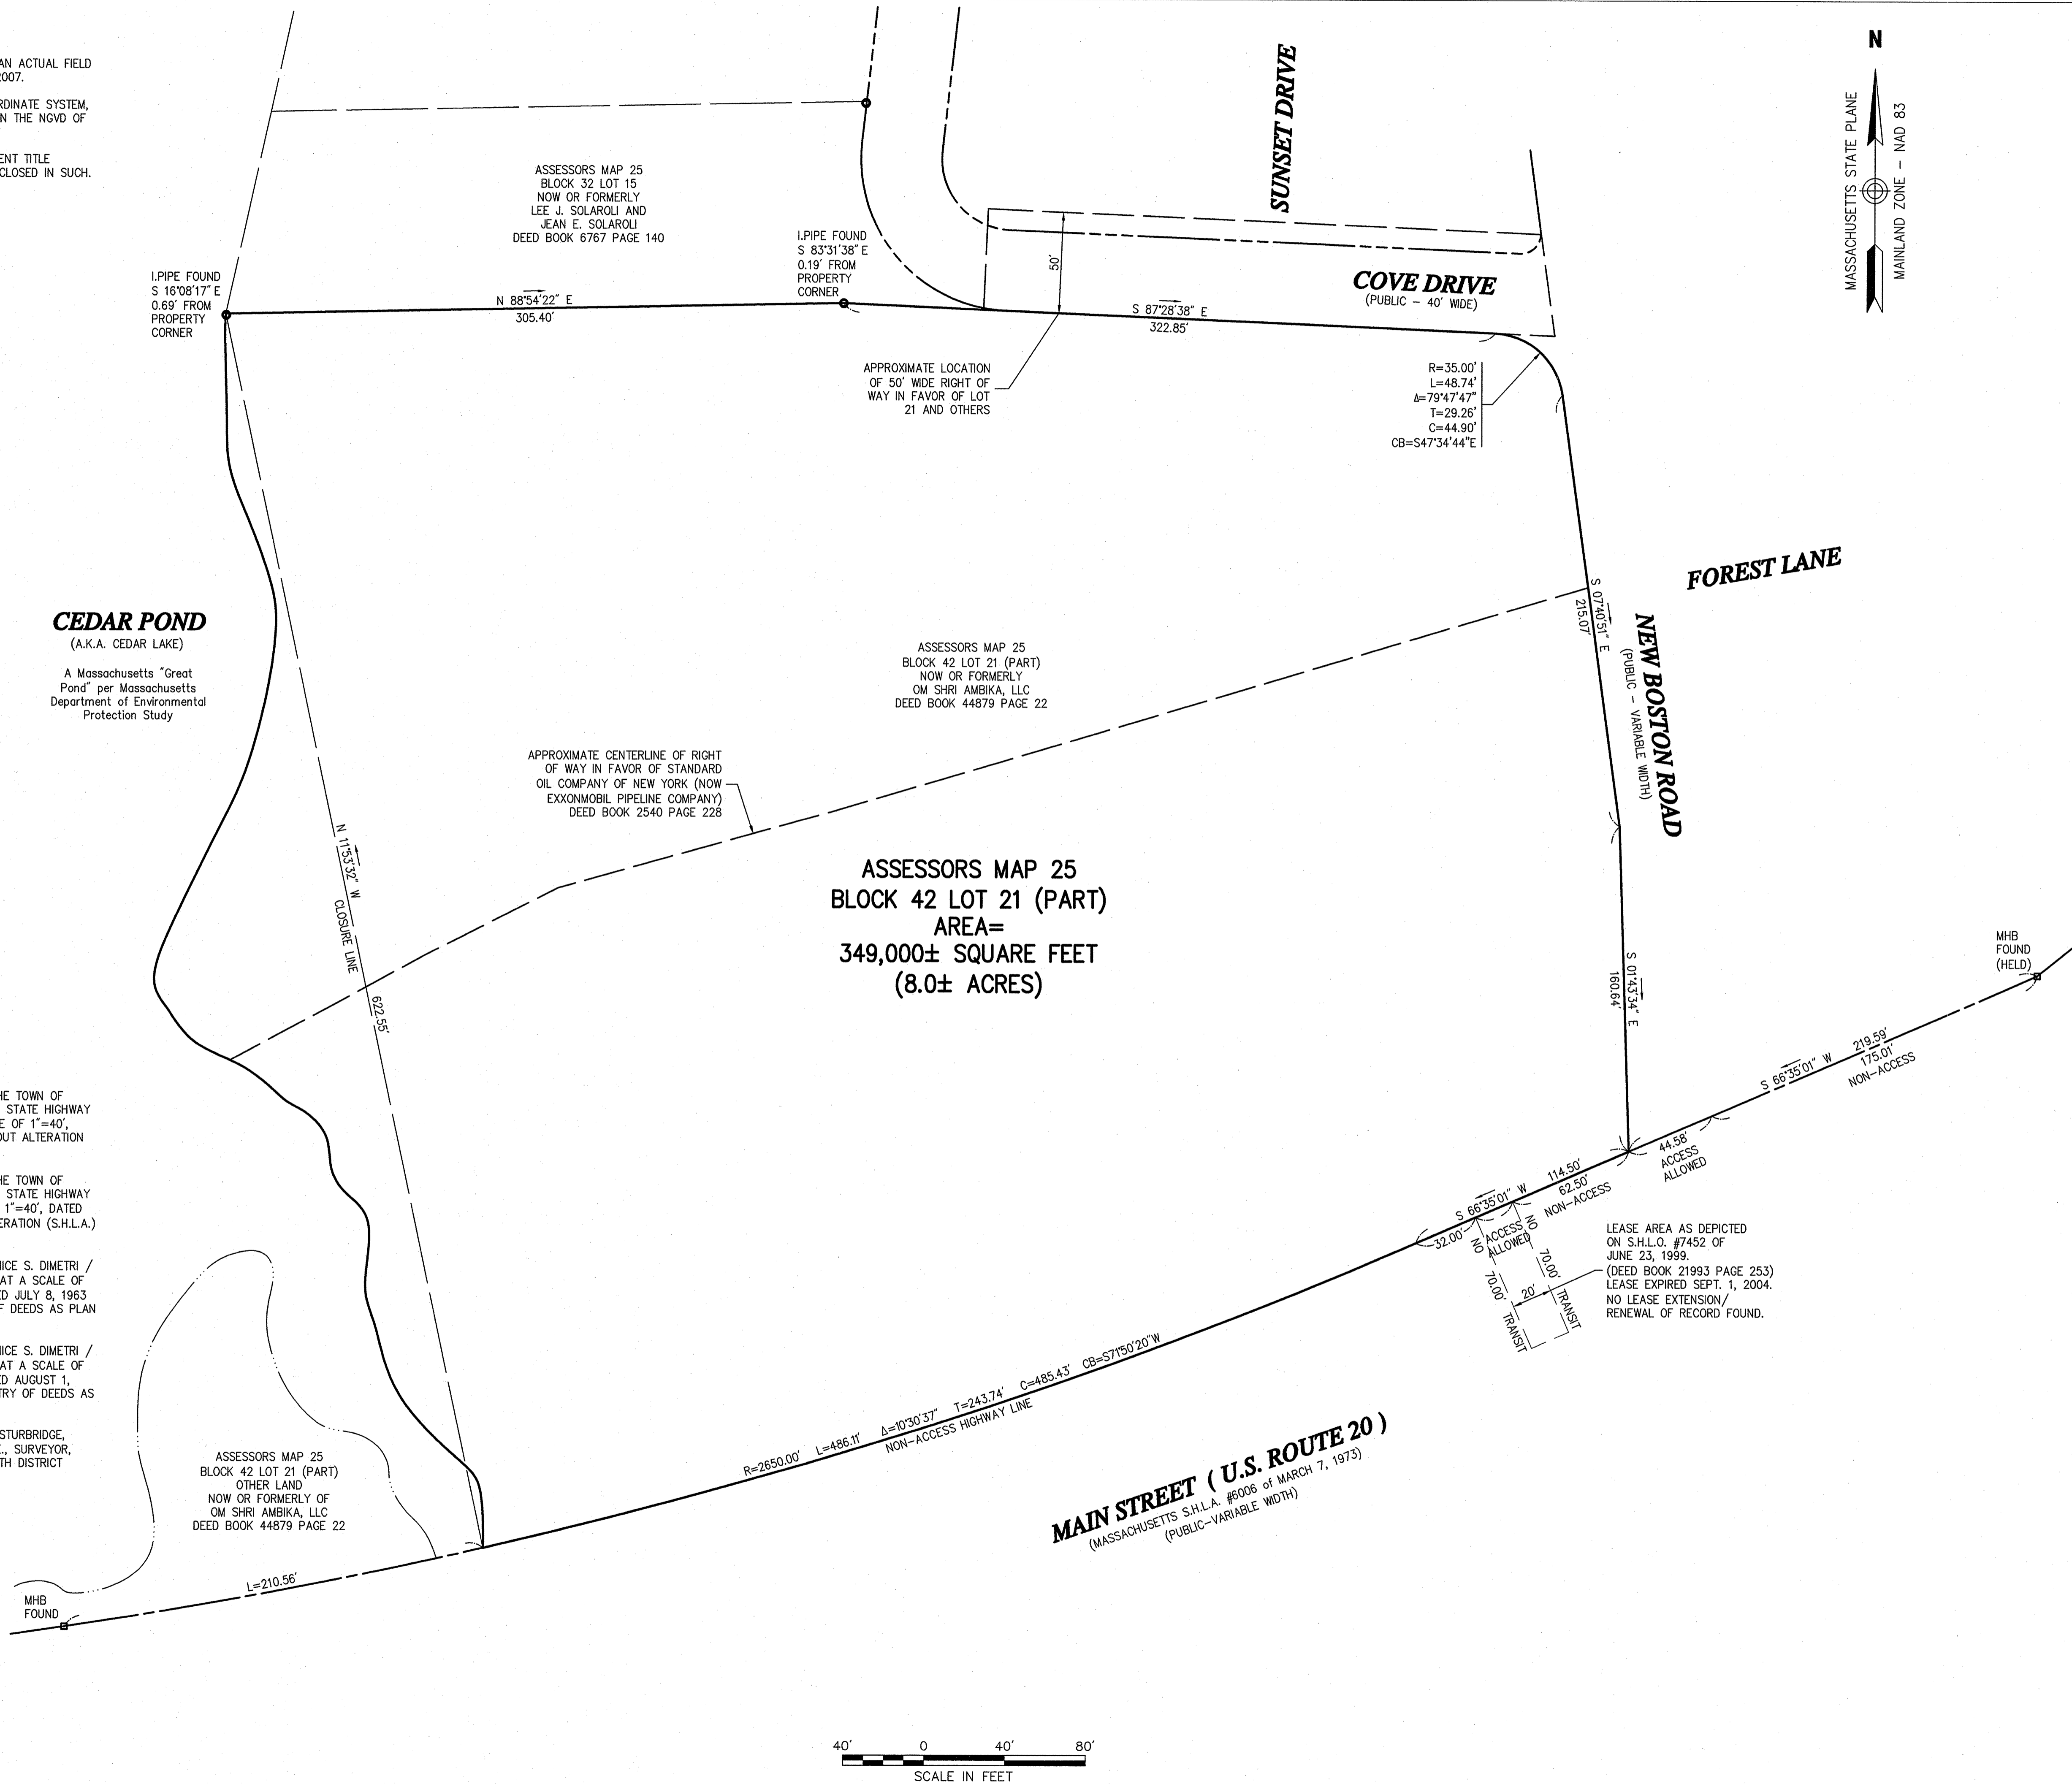 AN ACTUAL FIELD
2007.
RDINATE SYSTEM,
N THE NGVD OF
ENT TITLE
CLOSED IN SUCH.
ASSESSORS MAP 25
BLOCK 32 LOT 15
NOW OR FORMERLY
LEE J. SOLAROLI AND
JEAN E. SOLAROLI
DEED BOOK 6767 PAGE 140
I.PIPE FOUND
S 83°31'38" E
0.19' FROM
PROPERTY
CORNER
I.PIPE FOUND
S 16°08'17" E
0.69' FROM
PROPERTY
CORNER
N 88°54'22" E
305.40'
SUNSET DRIVE
50'
COVE DRIVE
(PUBLIC - 40' WIDE)
S 87°28'38" E
322.85'
N
MASSACHUSETTS STATE PLANE
MAINLAND ZONE - NAD 83
APPROXIMATE LOCATION
OF 50' WIDE RIGHT OF
WAY IN FAVOR OF LOT
21 AND OTHERS
R=35.00'
L=48.74'
Δ=79°47'47"
T=29.26'
C=44.90'
CB=S47°34'44"E
FOREST LANE
S 07°40'51" E
215.07'
NEW BOSTON ROAD
(PUBLIC - VARIABLE WIDTH)
CEDAR POND
(A.K.A. CEDAR LAKE)
A Massachusetts "Great
Pond" per Massachusetts
Department of Environmental
Protection Study
ASSESSORS MAP 25
BLOCK 42 LOT 21 (PART)
NOW OR FORMERLY
OM SHRI AMBIKA, LLC
DEED BOOK 44879 PAGE 22
APPROXIMATE CENTERLINE OF RIGHT
OF WAY IN FAVOR OF STANDARD
OIL COMPANY OF NEW YORK (NOW
EXXONMOBIL PIPELINE COMPANY)
DEED BOOK 2540 PAGE 228
N 11°53'32" W
CLOSURE LINE
622.55'
ASSESSORS MAP 25
BLOCK 42 LOT 21 (PART)
AREA=
349,000± SQUARE FEET
(8.0± ACRES)
S 01°43'34" E
160.64'
MHB
FOUND
(HELD)
S 66°35'01" W
219.59'
175.01'
NON-ACCESS
44.58'
ACCESS
ALLOWED
S 66°35'01" W
114.50'
62.50'
NON-ACCESS
32.00'
ACCESS
ALLOWED
NO
NO
70.00'
70.00'
20'
TRANSIT
TRANSIT
LEASE AREA AS DEPICTED
ON S.H.L.O. #7452 OF
JUNE 23, 1999.
(DEED BOOK 21993 PAGE 253)
LEASE EXPIRED SEPT. 1, 2004.
NO LEASE EXTENSION/
RENEWAL OF RECORD FOUND.
HE TOWN OF
STATE HIGHWAY
E OF 1"=40',
OUT ALTERATION
HE TOWN OF
STATE HIGHWAY
1"=40', DATED
ERATION (S.H.L.A.)
NICE S. DIMETRI /
AT A SCALE OF
ED JULY 8, 1963
F DEEDS AS PLAN
NICE S. DIMETRI /
AT A SCALE OF
ED AUGUST 1,
TRY OF DEEDS AS
STURBRIDGE,
E., SURVEYOR,
TH DISTRICT
R=2650.00' L=486.11' Δ=10°30'37" T=243.74' C=485.43' CB=S71°50'20"W
NON-ACCESS HIGHWAY LINE
MAIN STREET ( U.S. ROUTE 20 )
(MASSACHUSETTS S.H.L.A. #6006 of MARCH 7, 1973)
(PUBLIC-VARIABLE WIDTH)
ASSESSORS MAP 25
BLOCK 42 LOT 21 (PART)
OTHER LAND
NOW OR FORMERLY OF
OM SHRI AMBIKA, LLC
DEED BOOK 44879 PAGE 22
L=210.56'
MHB
FOUND
40' 0 40' 80'
SCALE IN FEET